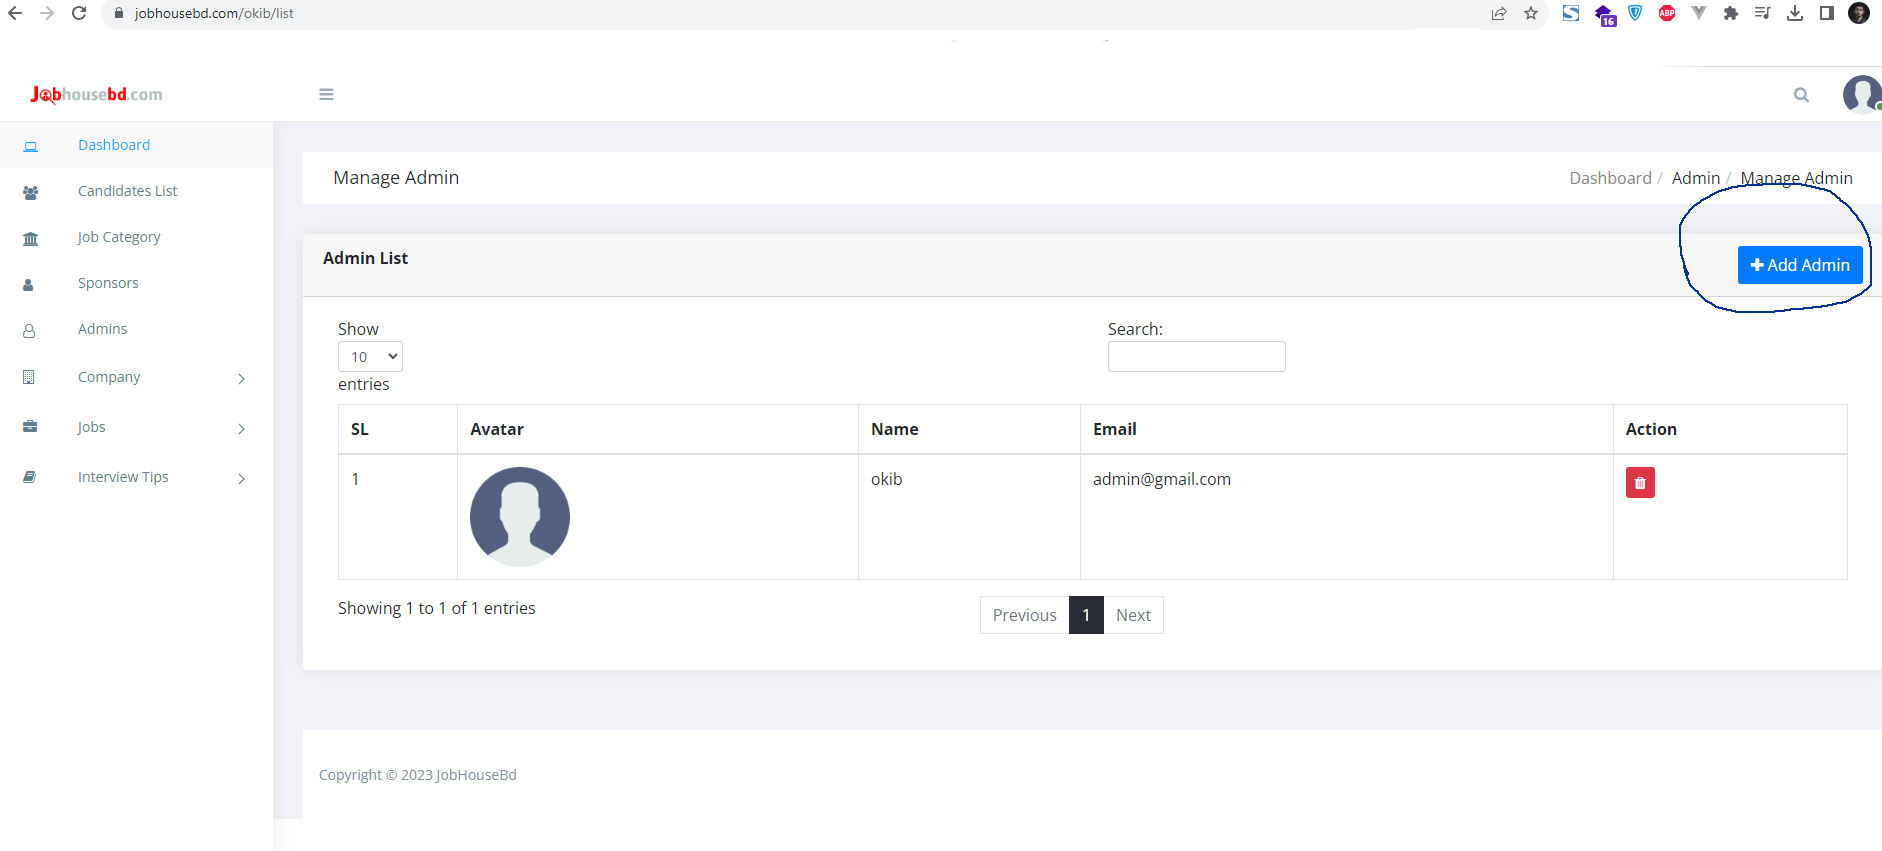 jobhousebd.com/okib/list
16
ABP
Jobhousebd.com
Dashboard
Candidates List
Job Category
Sponsors
Admins
Company
Jobs
Interview Tips
Manage Admin
Dashboard / Admin / Manage Admin
Admin List
+ Add Admin
Show
10
entries
Search:
SL Avatar Name Email Action
1 okib admin@gmail.com
Showing 1 to 1 of 1 entries
Previous 1 Next
Copyright © 2023 JobHouseBd